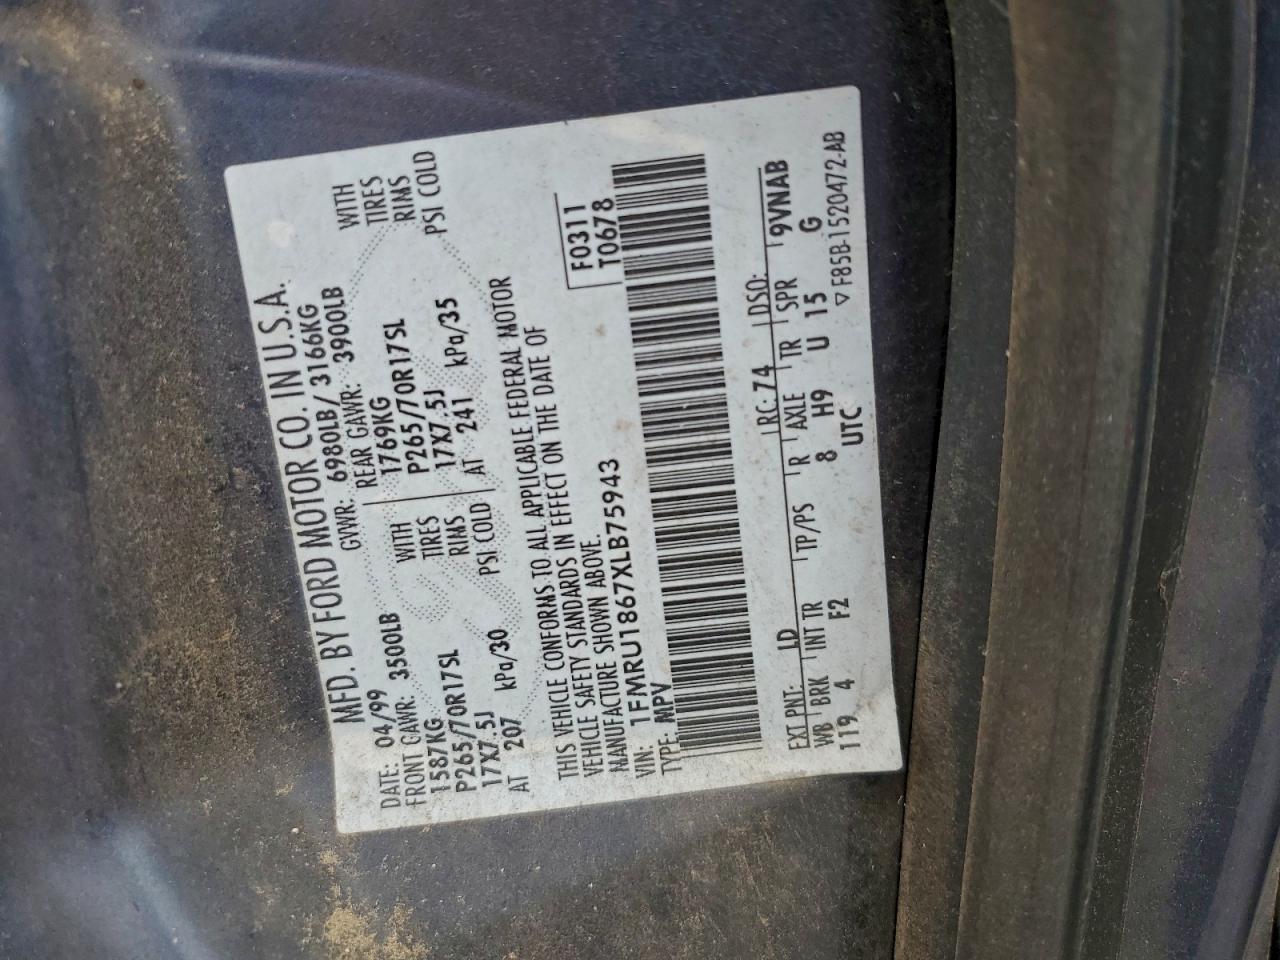 MFD. BY FORD MOTOR CO. IN U.S.A.
DATE: 04/99 GVWR: 6980LB/ 3166KG
FRONT GAWR: 3500LB REAR GAWR: 3900LB
1587KG WITH 1769KG WITH
P265/70R17SL TIRES P265/70R17SL TIRES
17X7.5J RIMS 17X7.5J RIMS
AT 207 kPa/30 PSI COLD AT 241 kPa/35 PSI COLD
THIS VEHICLE CONFORMS TO ALL APPLICABLE FEDERAL MOTOR
VEHICLE SAFETY STANDARDS IN EFFECT ON THE DATE OF
MANUFACTURE SHOWN ABOVE.
F0311
VIN: 1FMRU1867XLB75943 T0678
TYPE: MPV
EXT PNT: LD RC: 74 DSO:
WB BRK INT TR TP/PS R AXLE TR SPR 9VNAB
119 4 F2 8 H9 U 15 G
UTC ▽ F85B-1520472-AB